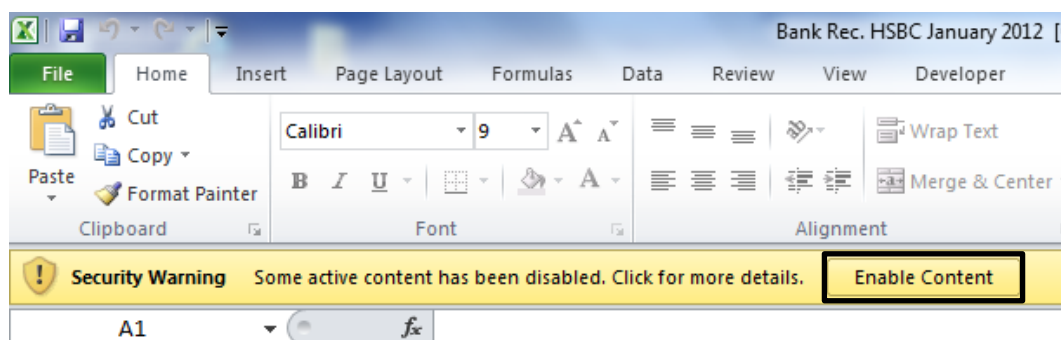 Bank Rec. HSBC January 2012 [
File Home Insert Page Layout Formulas Data Review View Developer
Cut
Calibri 9 A A Wrap Text
Copy
Paste
B I U A Merge & Center
Format Painter
Clipboard Font Alignment
Security Warning Some active content has been disabled. Click for more details. Enable Content
A1 fx